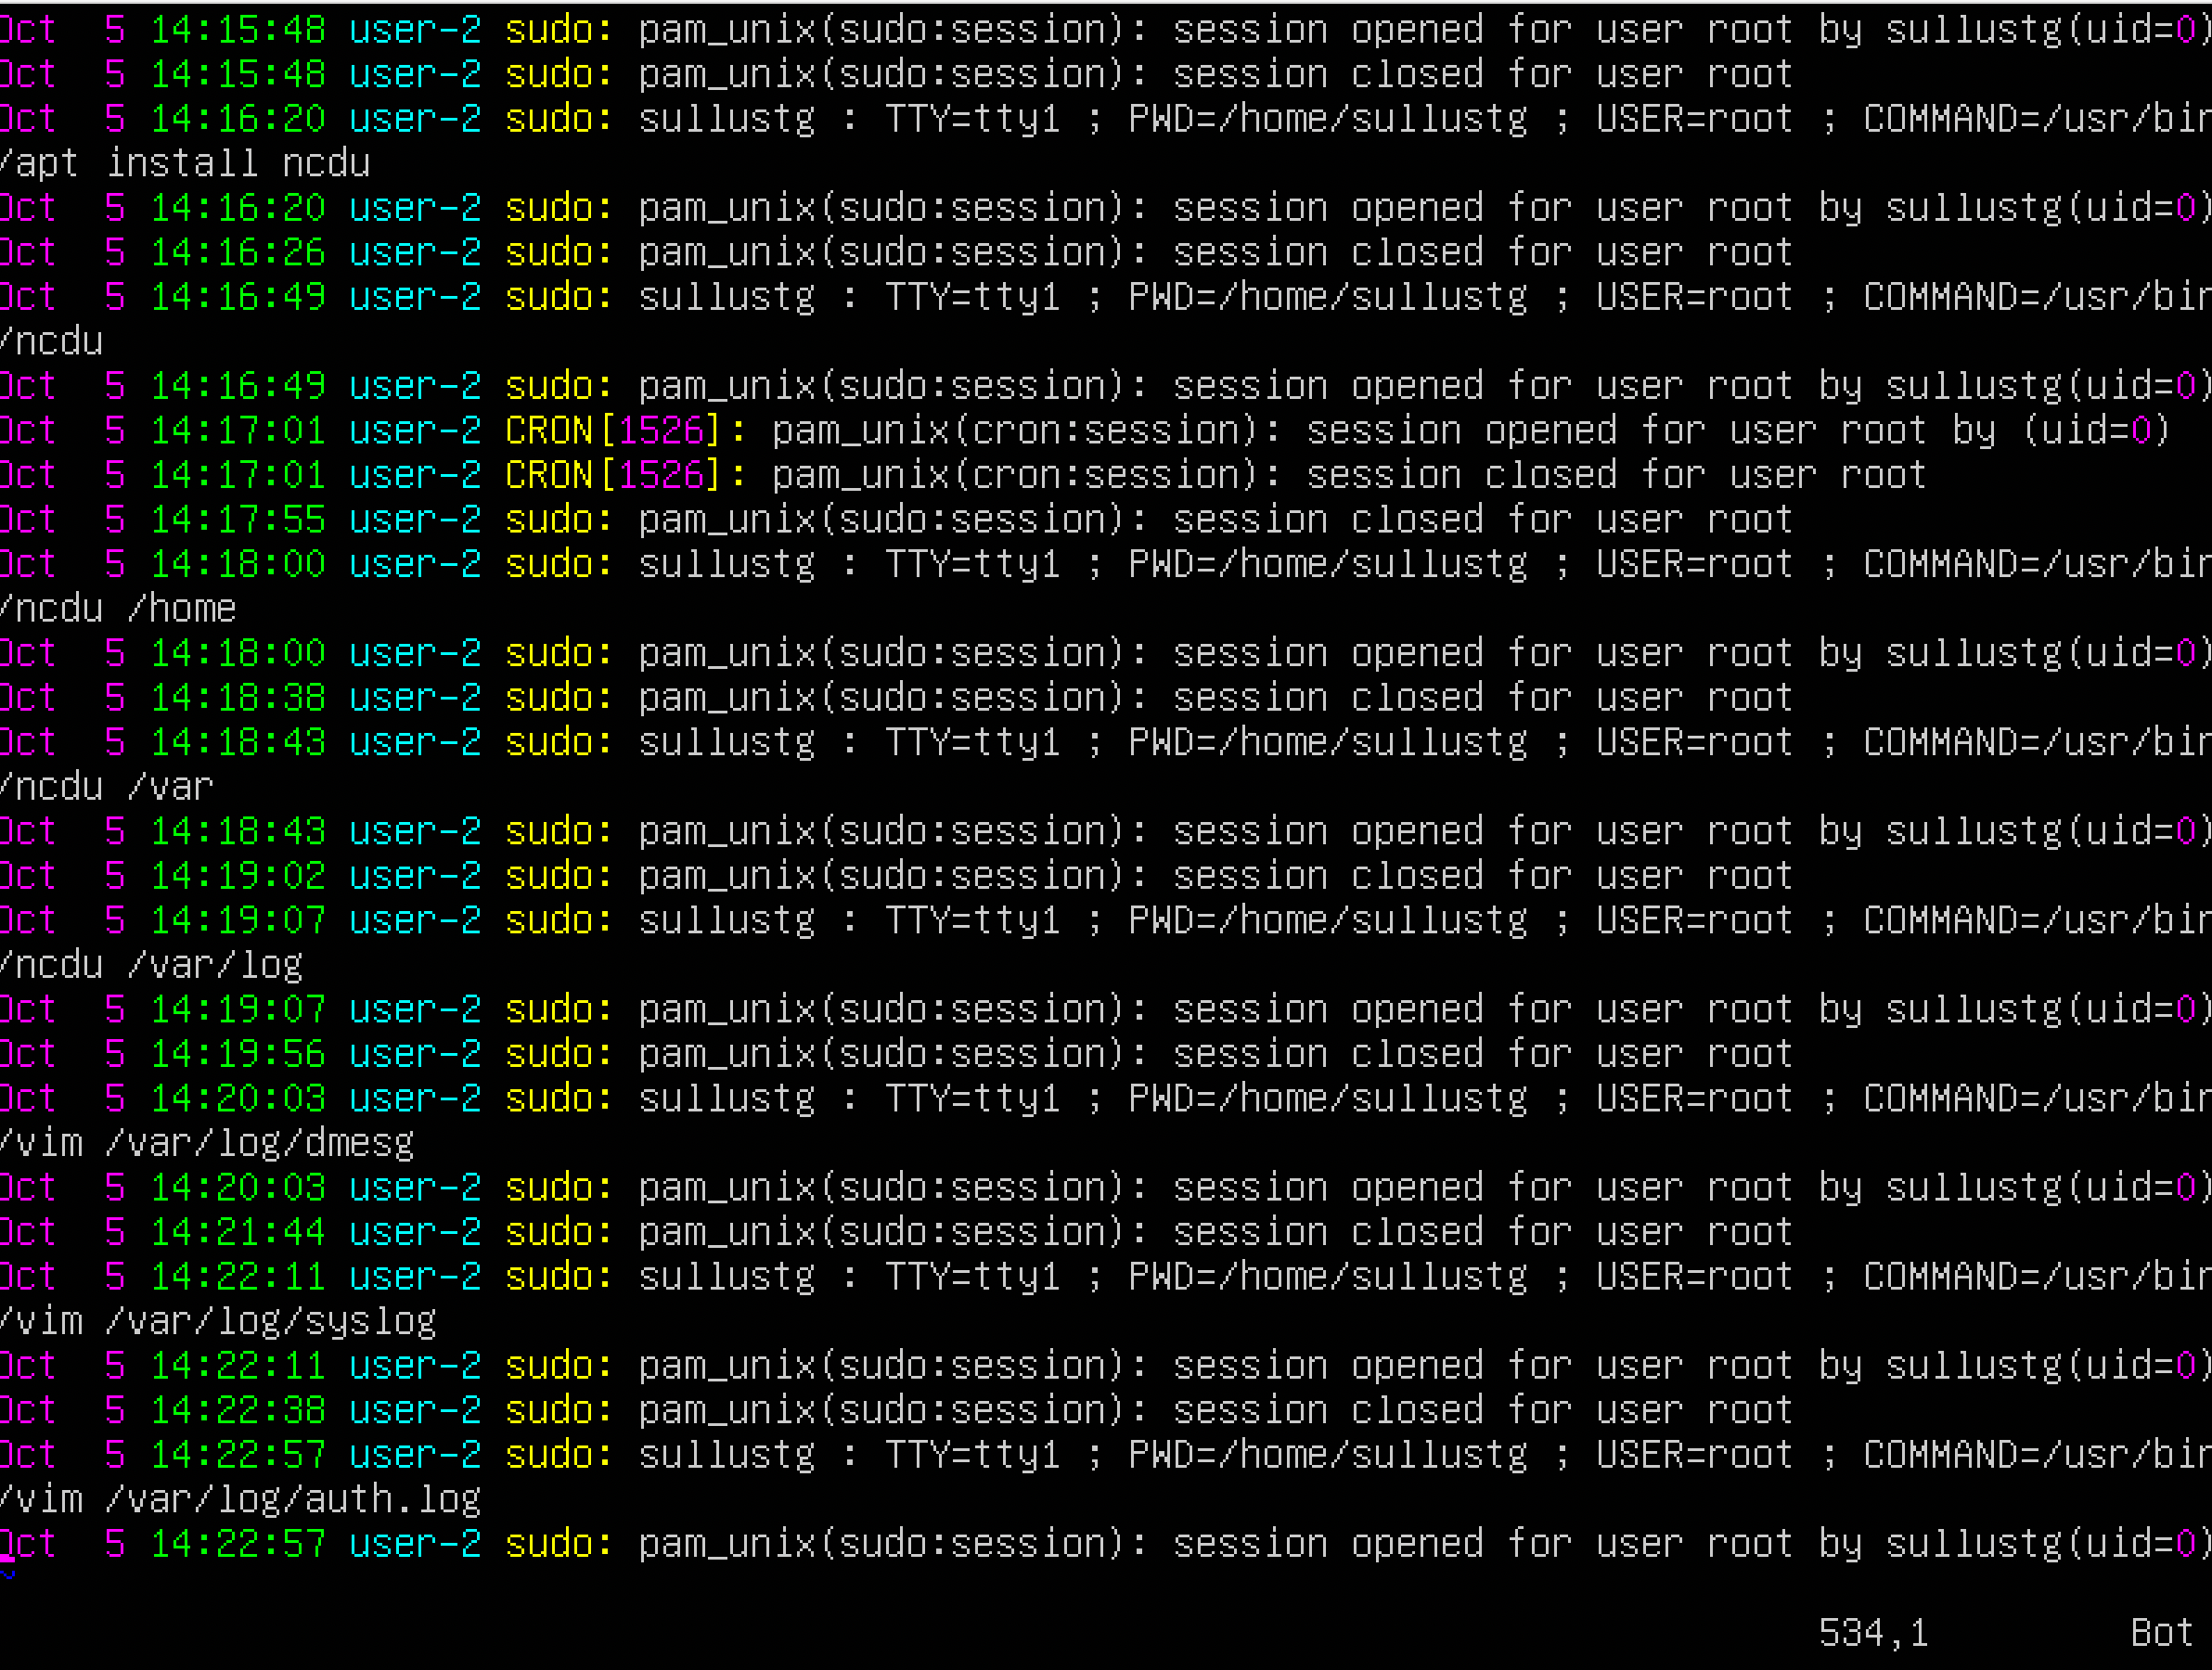 Oct  5 14:15:48 user-2 sudo: pam_unix(sudo:session): session opened for user root by sullustg(uid=0)
Oct  5 14:15:48 user-2 sudo: pam_unix(sudo:session): session closed for user root
Oct  5 14:16:20 user-2 sudo: sullustg : TTY=tty1 ; PWD=/home/sullustg ; USER=root ; COMMAND=/usr/bin
/apt install ncdu
Oct  5 14:16:20 user-2 sudo: pam_unix(sudo:session): session opened for user root by sullustg(uid=0)
Oct  5 14:16:26 user-2 sudo: pam_unix(sudo:session): session closed for user root
Oct  5 14:16:49 user-2 sudo: sullustg : TTY=tty1 ; PWD=/home/sullustg ; USER=root ; COMMAND=/usr/bin
/ncdu
Oct  5 14:16:49 user-2 sudo: pam_unix(sudo:session): session opened for user root by sullustg(uid=0)
Oct  5 14:17:01 user-2 CRON[1526]: pam_unix(cron:session): session opened for user root by (uid=0)
Oct  5 14:17:01 user-2 CRON[1526]: pam_unix(cron:session): session closed for user root
Oct  5 14:17:55 user-2 sudo: pam_unix(sudo:session): session closed for user root
Oct  5 14:18:00 user-2 sudo: sullustg : TTY=tty1 ; PWD=/home/sullustg ; USER=root ; COMMAND=/usr/bin
/ncdu /home
Oct  5 14:18:00 user-2 sudo: pam_unix(sudo:session): session opened for user root by sullustg(uid=0)
Oct  5 14:18:38 user-2 sudo: pam_unix(sudo:session): session closed for user root
Oct  5 14:18:43 user-2 sudo: sullustg : TTY=tty1 ; PWD=/home/sullustg ; USER=root ; COMMAND=/usr/bin
/ncdu /var
Oct  5 14:18:43 user-2 sudo: pam_unix(sudo:session): session opened for user root by sullustg(uid=0)
Oct  5 14:19:02 user-2 sudo: pam_unix(sudo:session): session closed for user root
Oct  5 14:19:07 user-2 sudo: sullustg : TTY=tty1 ; PWD=/home/sullustg ; USER=root ; COMMAND=/usr/bin
/ncdu /var/log
Oct  5 14:19:07 user-2 sudo: pam_unix(sudo:session): session opened for user root by sullustg(uid=0)
Oct  5 14:19:56 user-2 sudo: pam_unix(sudo:session): session closed for user root
Oct  5 14:20:03 user-2 sudo: sullustg : TTY=tty1 ; PWD=/home/sullustg ; USER=root ; COMMAND=/usr/bin
/vim /var/log/dmesg
Oct  5 14:20:03 user-2 sudo: pam_unix(sudo:session): session opened for user root by sullustg(uid=0)
Oct  5 14:21:44 user-2 sudo: pam_unix(sudo:session): session closed for user root
Oct  5 14:22:11 user-2 sudo: sullustg : TTY=tty1 ; PWD=/home/sullustg ; USER=root ; COMMAND=/usr/bin
/vim /var/log/syslog
Oct  5 14:22:11 user-2 sudo: pam_unix(sudo:session): session opened for user root by sullustg(uid=0)
Oct  5 14:22:38 user-2 sudo: pam_unix(sudo:session): session closed for user root
Oct  5 14:22:57 user-2 sudo: sullustg : TTY=tty1 ; PWD=/home/sullustg ; USER=root ; COMMAND=/usr/bin
/vim /var/log/auth.log
Oct  5 14:22:57 user-2 sudo: pam_unix(sudo:session): session opened for user root by sullustg(uid=0)
~
534,1 Bot